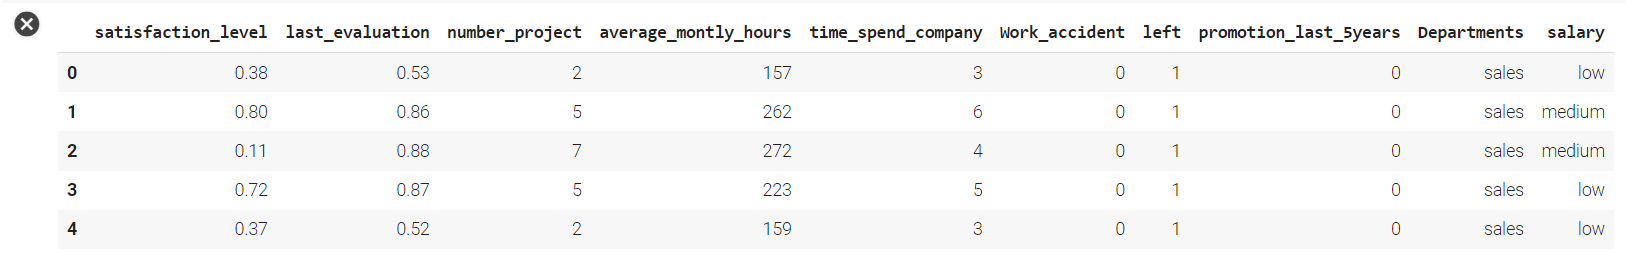 satisfaction_level last_evaluation number_project average_montly_hours time_spend_company Work_accident left promotion_last_5years Departments salary
0 0.38 0.53 2 157 3 0 1 0 sales low
1 0.80 0.86 5 262 6 0 1 0 sales medium
2 0.11 0.88 7 272 4 0 1 0 sales medium
3 0.72 0.87 5 223 5 0 1 0 sales low
4 0.37 0.52 2 159 3 0 1 0 sales low